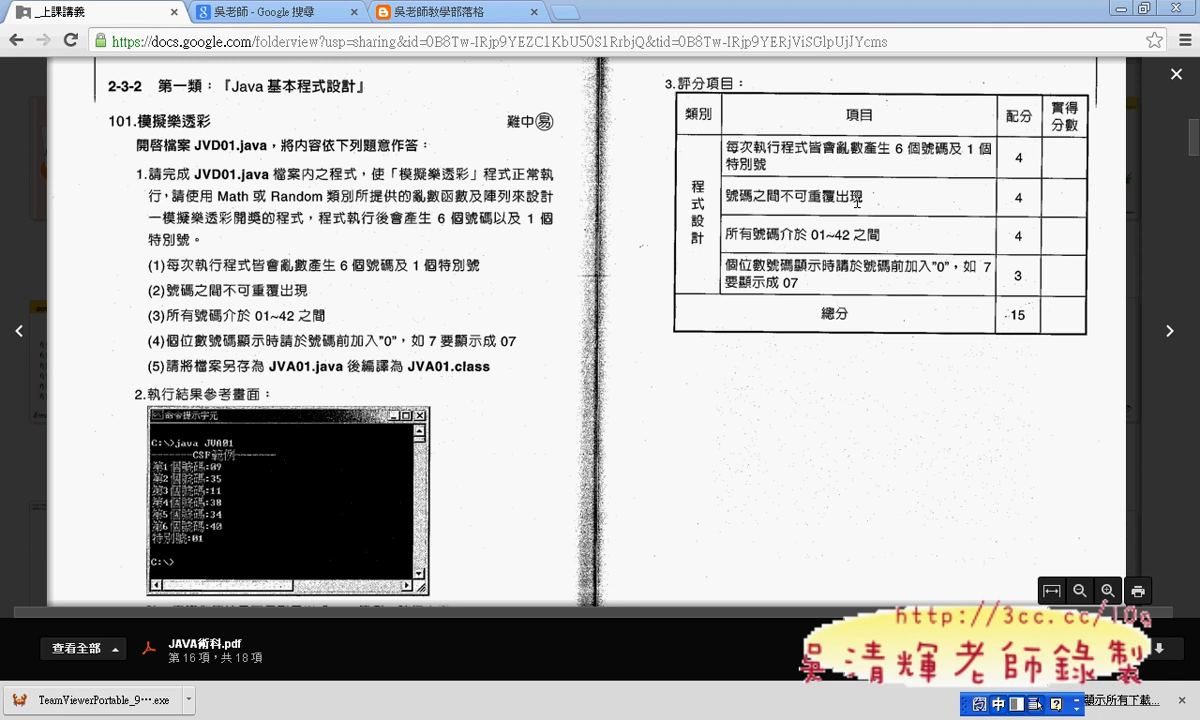 _上課講義
吳老師 - Google 搜尋
吳老師教學部落格
https://docs.google.com/folderview?usp=sharing&id=0B8Tw-IRjp9YEZC1KbU50S1RrbjQ&tid=0B8Tw-IRjp9YERjViSGlpUjJYcms
2-3-2 第一類：『Java 基本程式設計』
101.模擬樂透彩
難中易
開啓檔案 JVD01.java，將內容依下列題意作答：
1.請完成 JVD01.java 檔案內之程式，使「模擬樂透彩」程式正常執
行，請使用 Math 或 Random 類別所提供的亂數函數及陣列來設計
一模擬樂透彩開獎的程式，程式執行後會產生 6 個號碼以及 1 個
特別號。
(1)每次執行程式皆會亂數產生 6 個號碼及 1 個特別號
(2)號碼之間不可重覆出現
(3)所有號碼介於 01~42 之間
(4)個位數號碼顯示時請於號碼前加入"0"，如 7 要顯示成 07
(5)請將檔案另存為 JVA01.java 後編譯為 JVA01.class
2.執行結果參考畫面：
命令提示字元
C:\>java JVA01
-------CSF範例-------
第1個號碼:09
第2個號碼:35
第3個號碼:11
第4個號碼:38
第5個號碼:34
第6個號碼:40
特別號:01
C:\>
3.評分項目：
類別 項目 配分 實得分數
程式設計
每次執行程式皆會亂數產生 6 個號碼及 1 個
特別號 4
號碼之間不可重覆出現 4
所有號碼介於 01~42 之間 4
個位數號碼顯示時請於號碼前加入"0"，如 7
要顯示成 07 3
總分 15
查看全部
JAVA術科.pdf
第 16 項，共 18 項
http://3cc.cc/10q
吳清輝老師錄製
TeamViewerPortable_9⋯.exe
中
顯示所有下載...